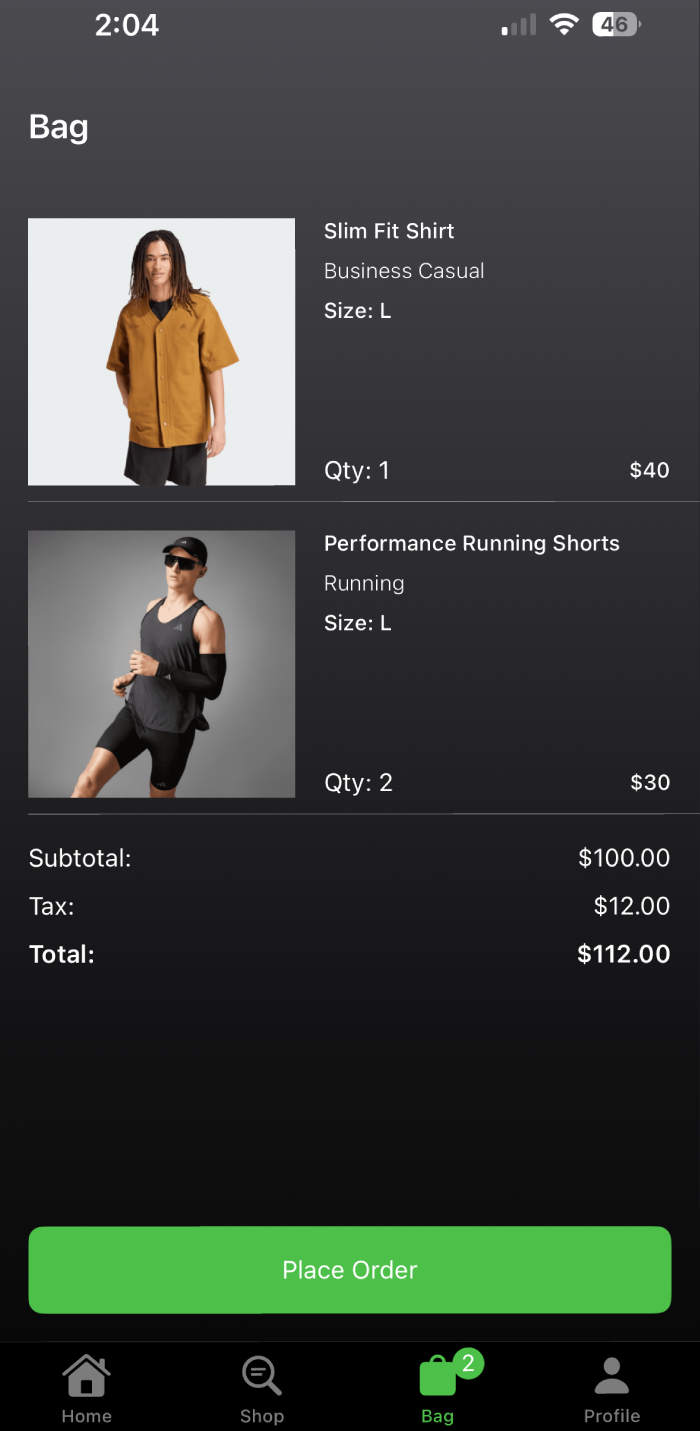 2:04
46
Bag
Slim Fit Shirt
Business Casual
Size: L
Qty: 1 $40
Performance Running Shorts
Running
Size: L
Qty: 2 $30
Subtotal: $100.00
Tax: $12.00
Total: $112.00
Place Order
2
Home Shop Bag Profile